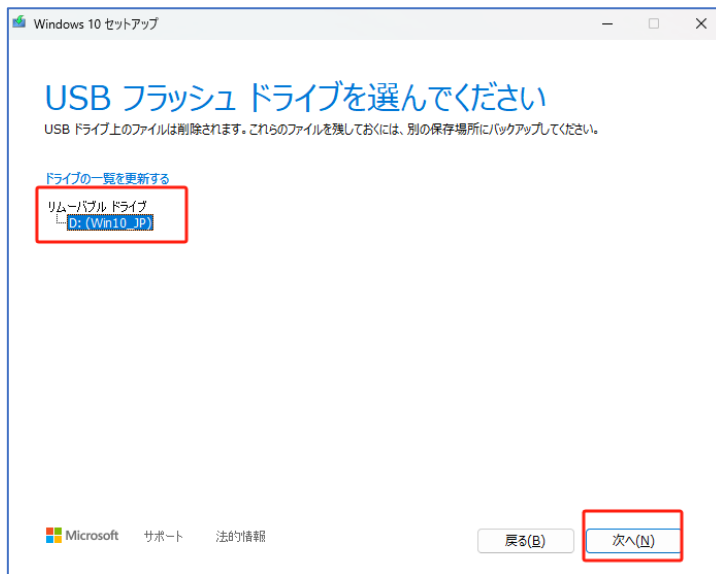 Windows 10 セットアップ
USB フラッシュ ドライブを選んでください
USB ドライブ上のファイルは削除されます。これらのファイルを残しておくには、別の保存場所にバックアップしてください。
ドライブの一覧を更新する
リムーバブル ドライブ
D: (Win10_JP)
Microsoft サポート 法的情報 戻る(B) 次へ(N)